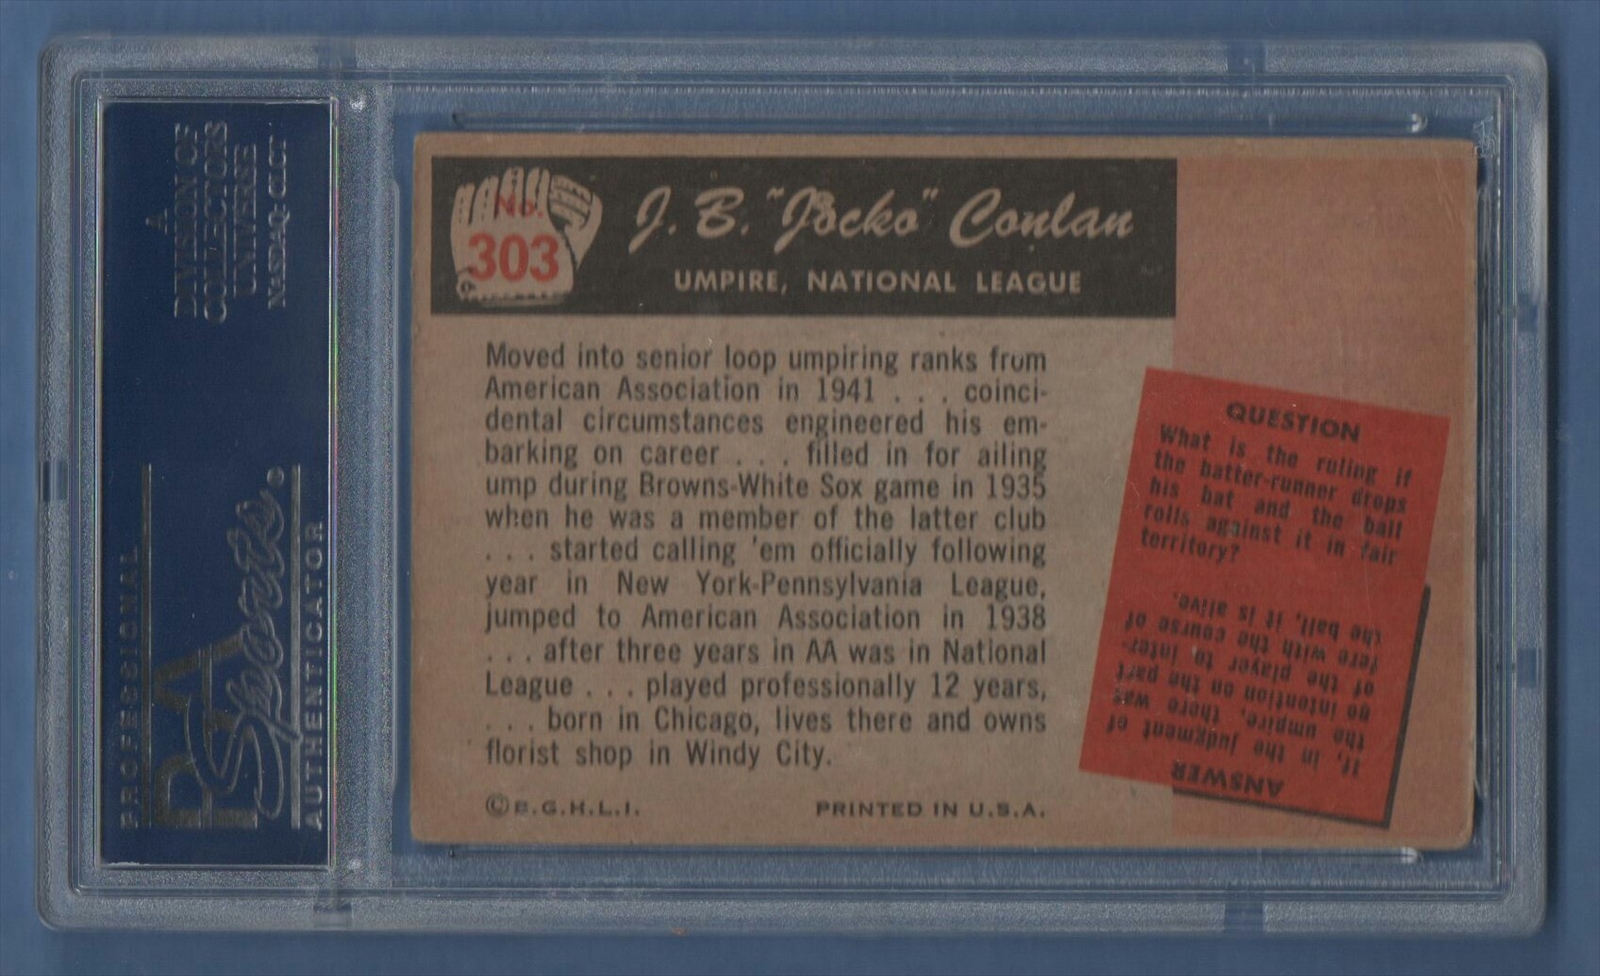 A
DIVISION OF
COLLECTORS
UNIVERSE
NASDAQ: CLCT
PROFESSIONAL
PSA
Sports
AUTHENTICATOR
No.
303
J. B. "Jocko" Conlan
UMPIRE, NATIONAL LEAGUE
Moved into senior loop umpiring ranks from
American Association in 1941 . . . coinci-
dental circumstances engineered his em-
barking on career . . . filled in for ailing
ump during Browns-White Sox game in 1935
when he was a member of the latter club
. . . started calling 'em officially following
year in New York-Pennsylvania League,
jumped to American Association in 1938
. . . after three years in AA was in National
League . . . played professionally 12 years,
. . . born in Chicago, lives there and owns
florist shop in Windy City.
© B.G.H.L.I. PRINTED IN U.S.A.
QUESTION
What is the ruling if
the batter-runner drops
his bat and the ball
rolls against it in fair
territory?
ANSWER
If, in the judgment of
the umpire, there was
no intention on the part
of the player to inter-
fere with the course of
the ball, it is alive.